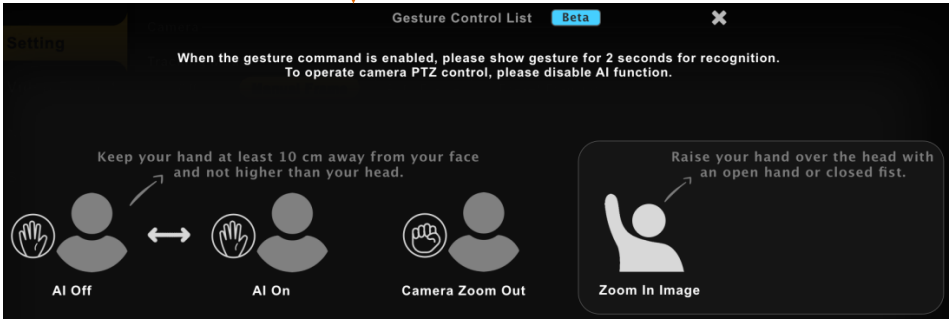 Gesture Control List Beta
Setting
When the gesture command is enabled, please show gesture for 2 seconds for recognition.
To operate camera PTZ control, please disable AI function.
Keep your hand at least 10 cm away from your face
and not higher than your head.
Raise your hand over the head with
an open hand or closed fist.
AI Off
AI On
Camera Zoom Out
Zoom In Image